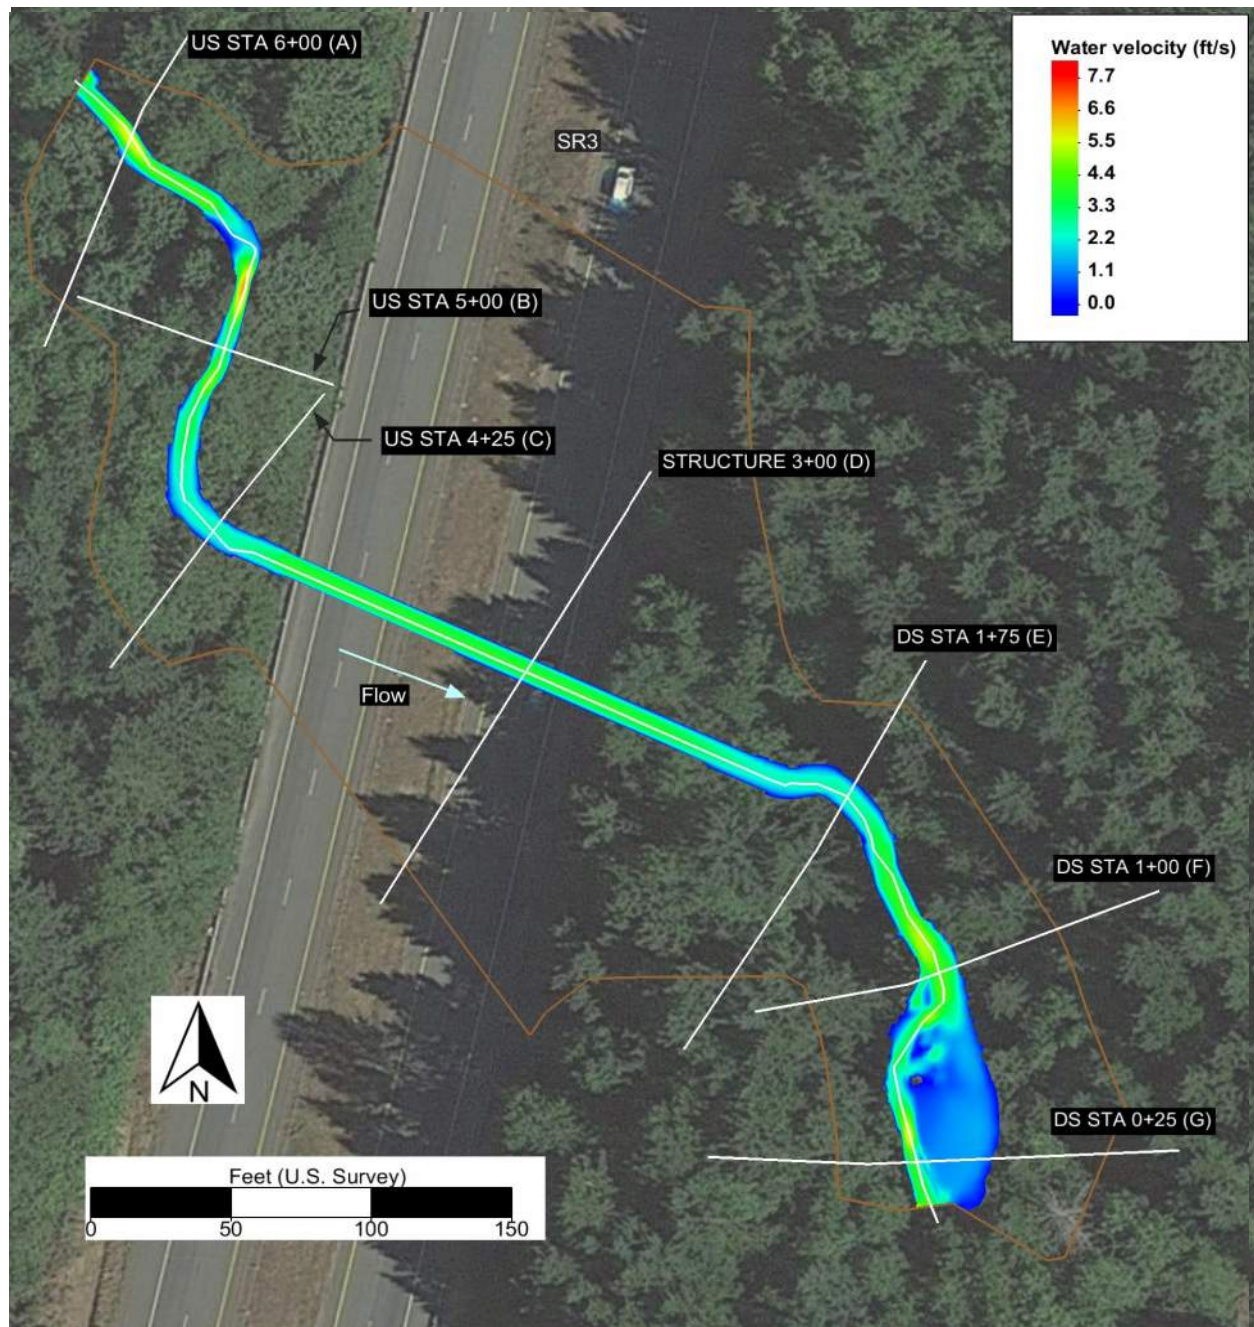 US STA 6+00 (A)
Water velocity (ft/s)
7.7
6.6
5.5
4.4
3.3
2.2
1.1
0.0
SR3
US STA 5+00 (B)
US STA 4+25 (C)
STRUCTURE 3+00 (D)
DS STA 1+75 (E)
Flow
DS STA 1+00 (F)
N
DS STA 0+25 (G)
Feet (U.S. Survey)
0 50 100 150